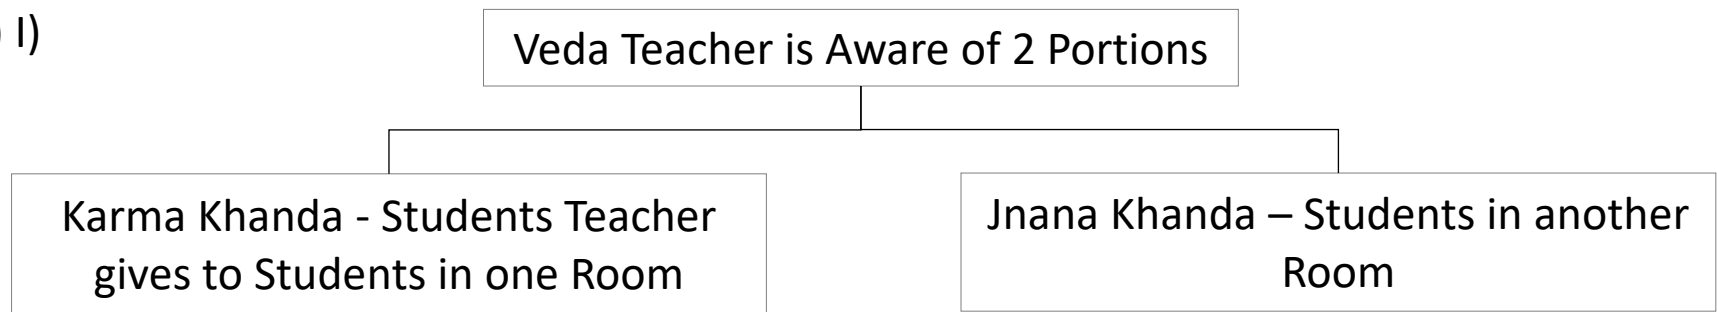 I)
Veda Teacher is Aware of 2 Portions
Karma Khanda - Students Teacher
gives to Students in one Room
Jnana Khanda – Students in another
Room